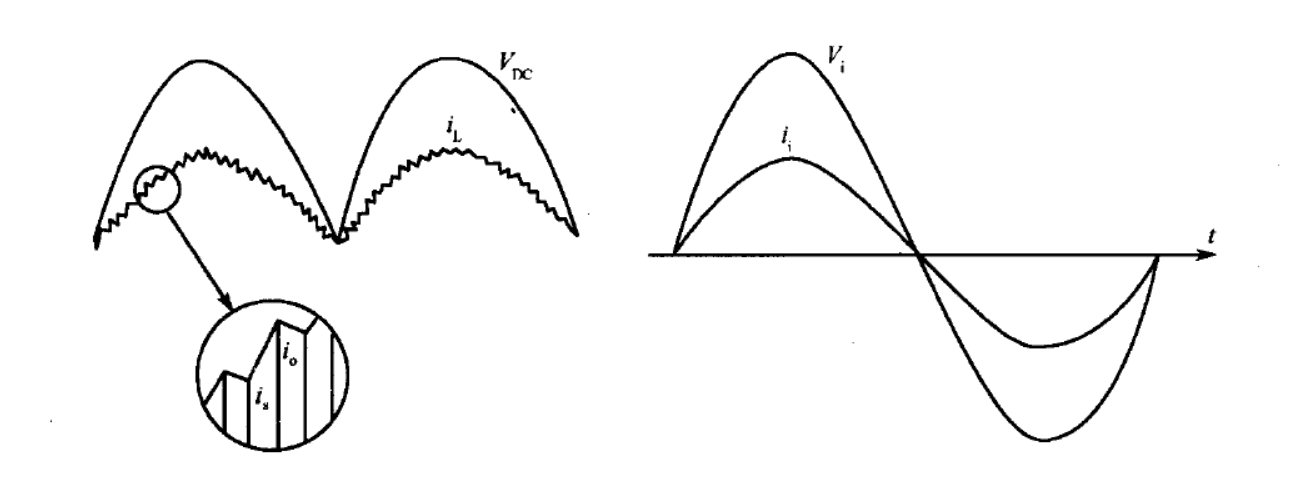 V_DC
i_L
i_o
i_s
V_i
i_i
t